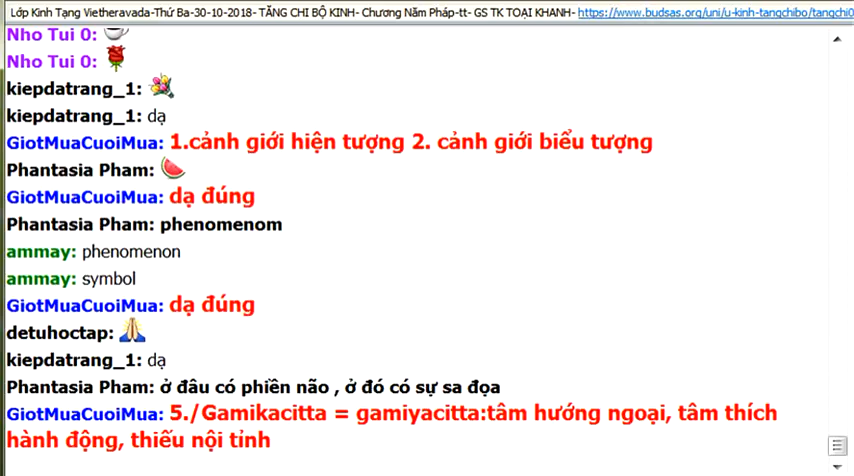 Lớp Kinh Tạng Vietheravada-Thứ Ba-30-10-2018- TĂNG CHI BỘ KINH- Chương Năm Pháp-tt- GS TK TOẠI KHANH- https://www.budsas.org/uni/u-kinh-tangchibo/tangchi0
Nho Tui 0:
Nho Tui 0:
kiepdatrang_1:
kiepdatrang_1: dạ
GiotMuaCuoiMua: 1.cảnh giới hiện tượng 2. cảnh giới biểu tượng
Phantasia Pham:
GiotMuaCuoiMua: dạ đúng
Phantasia Pham: phenomenom
ammay: phenomenon
ammay: symbol
GiotMuaCuoiMua: dạ đúng
detuhoctap:
kiepdatrang_1: dạ
Phantasia Pham: ở đâu có phiền não , ở đó có sự sa đọa
GiotMuaCuoiMua: 5./Gamikacitta = gamiyacitta:tâm hướng ngoại, tâm thích
hành động, thiếu nội tỉnh